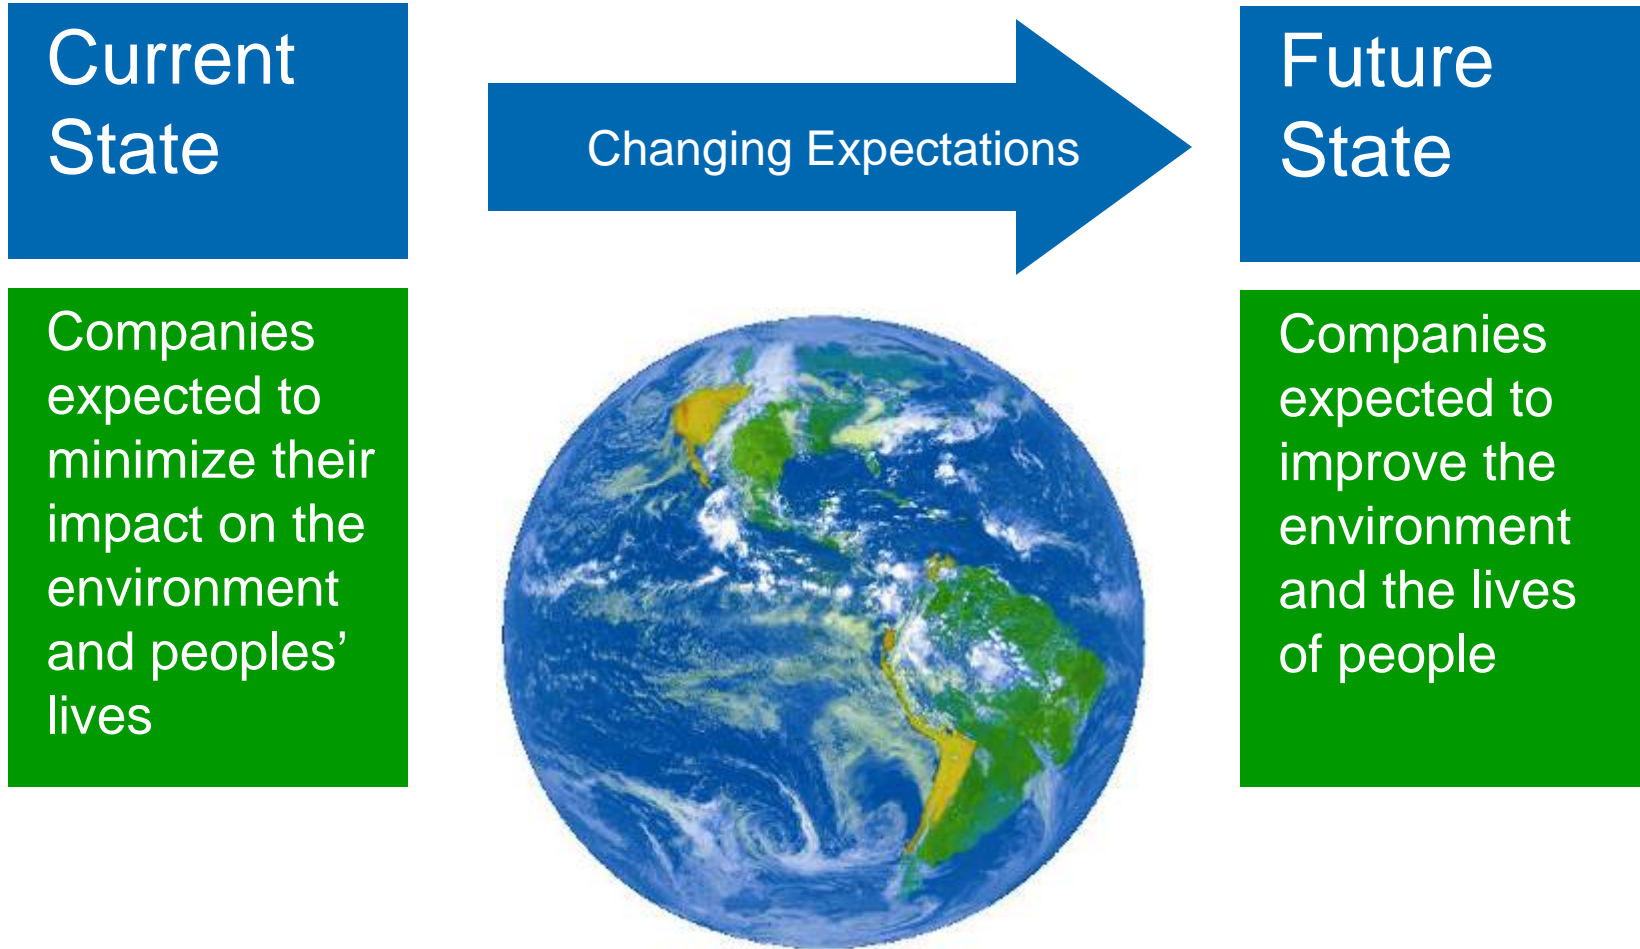 Current
State
Changing Expectations
Future
State
Companies
expected to
minimize their
impact on the
environment
and peoples’
lives
Companies
expected to
improve the
environment
and the lives
of people